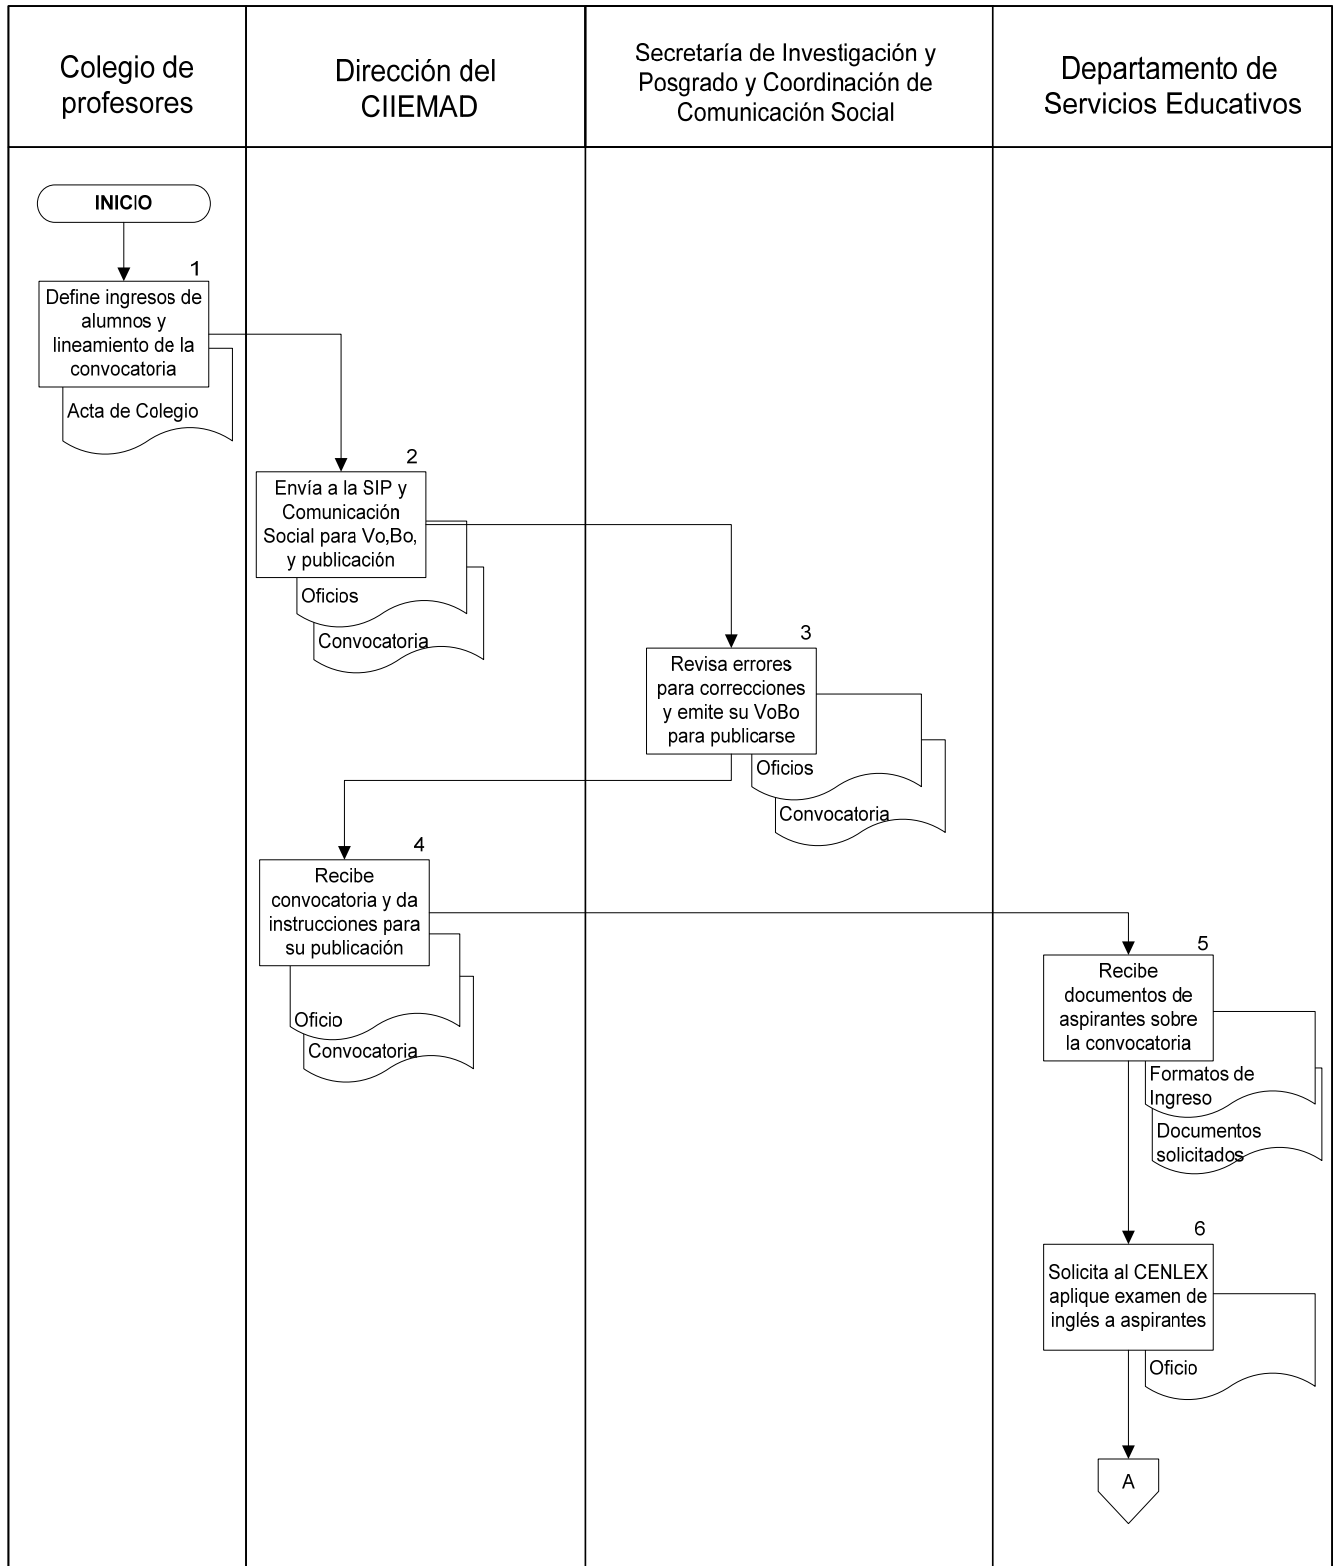 Colegio de
profesores
Dirección del
CIIEMAD
Secretaría de Investigación y
Posgrado y Coordinación de
Comunicación Social
Departamento de
Servicios Educativos
INICIO
1
Define ingresos de
alumnos y
lineamiento de la
convocatoria
Acta de Colegio
2
Envía a la SIP y
Comunicación
Social para Vo,Bo,
y publicación
Oficios
Convocatoria
3
Revisa errores
para correcciones
y emite su VoBo
para publicarse
Oficios
Convocatoria
4
Recibe
convocatoria y da
instrucciones para
su publicación
Oficio
Convocatoria
5
Recibe
documentos de
aspirantes sobre
la convocatoria
Formatos de
Ingreso
Documentos
solicitados
6
Solicita al CENLEX
aplique examen de
inglés a aspirantes
Oficio
A